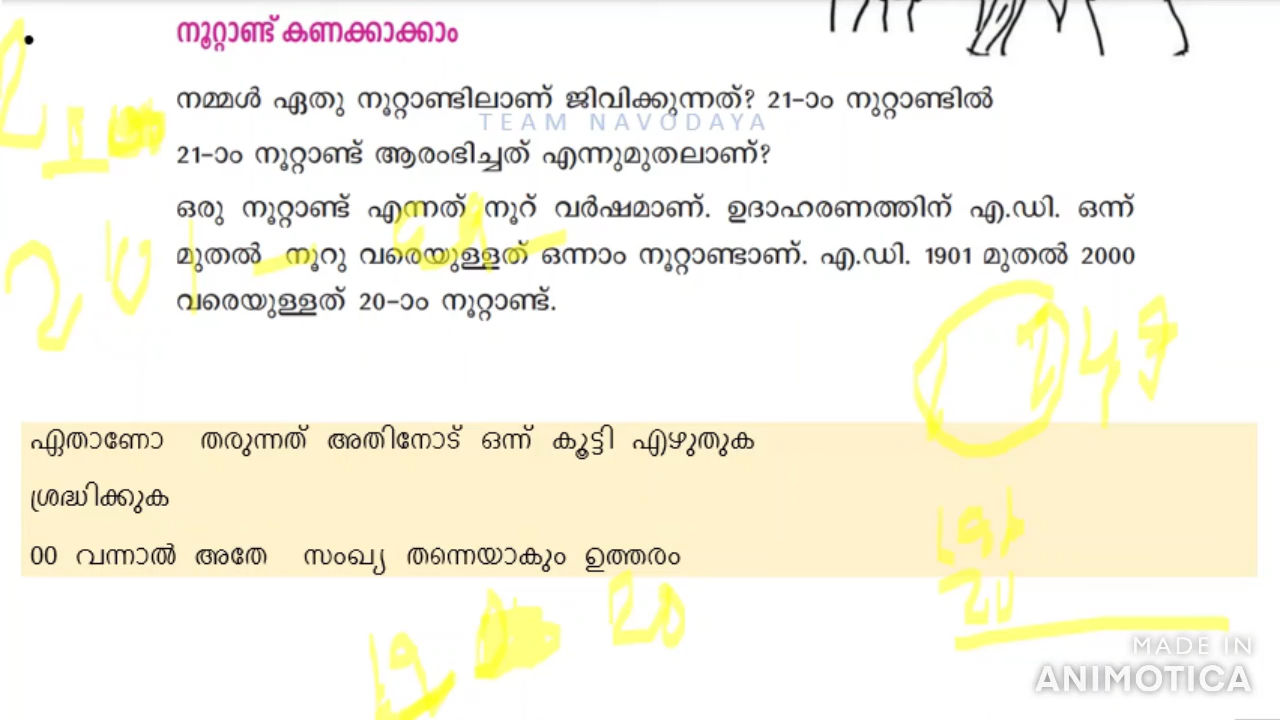 നൂറ്റാണ്ട് കണക്കാക്കാം
നമ്മൾ ഏതു നൂറ്റാണ്ടിലാണ് ജിവിക്കുന്നത്? 21-ാം നുറ്റാണ്ടിൽ
TEAM NAVODAYA
21-ാം നൂറ്റാണ്ട് ആരംഭിച്ചത് എന്നുമുതലാണ്?
ഒരു നൂറ്റാണ്ട് എന്നത് നൂറ് വർഷമാണ്. ഉദാഹരണത്തിന് എ.ഡി. ഒന്ന്
മുതൽ നൂറു വരെയുള്ളത് ഒന്നാം നൂറ്റാണ്ടാണ്. എ.ഡി. 1901 മുതൽ 2000
വരെയുള്ളത് 20-ാം നൂറ്റാണ്ട്.
ഏതാണോ തരുന്നത് അതിനോട് ഒന്ന് കൂട്ടി എഴുതുക
ശ്രദ്ധിക്കുക
00 വന്നാൽ അതേ സംഖ്യ തന്നെയാകും ഉത്തരം
20
MADE IN
ANIMOTICA